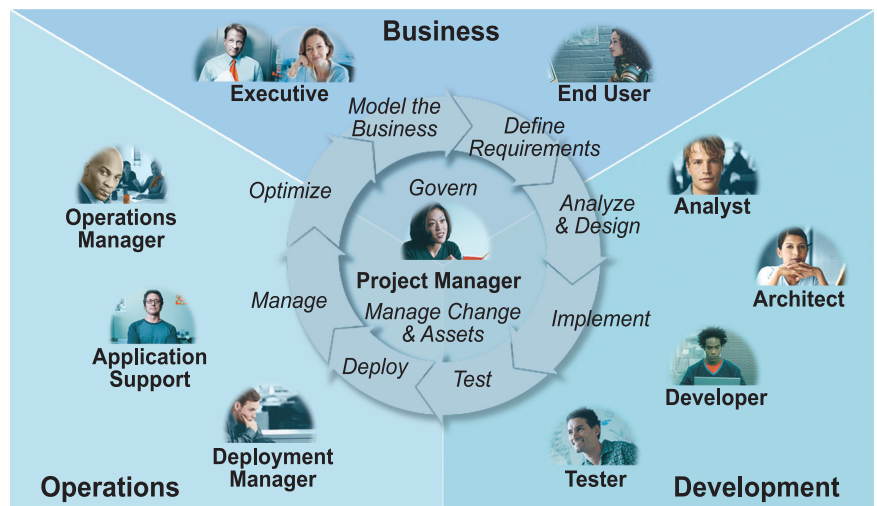 Business
Executive
End User
Model the
Business
Define
Requirements
Optimize
Govern
Analyze
& Design
Analyst
Operations
Manager
Project Manager
Architect
Manage
Manage Change
& Assets
Implement
Application
Support
Deploy
Test
Developer
Deployment
Manager
Tester
Operations
Development